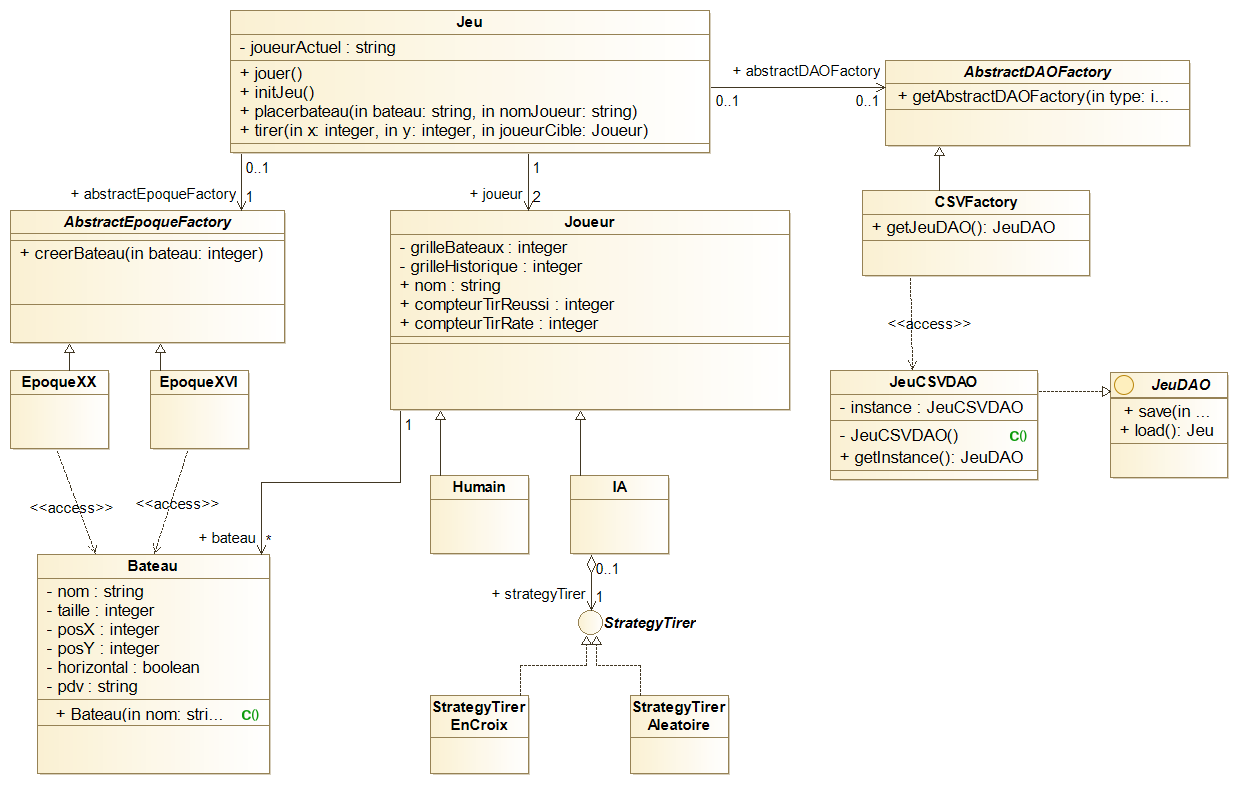 Jeu
- joueurActuel : string
+ jouer()
+ initJeu()
+ placerbateau(in bateau: string, in nomJoueur: string)
+ tirer(in x: integer, in y: integer, in joueurCible: Joueur)
+ abstractDAOFactory
0..1
0..1
AbstractDAOFactory
+ getAbstractDAOFactory(in type: i...
0..1
+ abstractEpoqueFactory
1
1
+ joueur
2
AbstractEpoqueFactory
+ creerBateau(in bateau: integer)
Joueur
- grilleBateaux : integer
- grilleHistorique : integer
+ nom : string
+ compteurTirReussi : integer
+ compteurTirRate : integer
CSVFactory
+ getJeuDAO(): JeuDAO
<<access>>
EpoqueXX
EpoqueXVI
JeuCSVDAO
- instance : JeuCSVDAO
- JeuCSVDAO() C()
+ getInstance(): JeuDAO
JeuDAO
+ save(in ...
+ load(): Jeu
1
<<access>>
<<access>>
+ bateau
*
Humain
IA
0..1
+ strategyTirer
1
StrategyTirer
Bateau
- nom : string
- taille : integer
- posX : integer
- posY : integer
- horizontal : boolean
- pdv : string
+ Bateau(in nom: stri... C()
StrategyTirer
EnCroix
StrategyTirer
Aleatoire